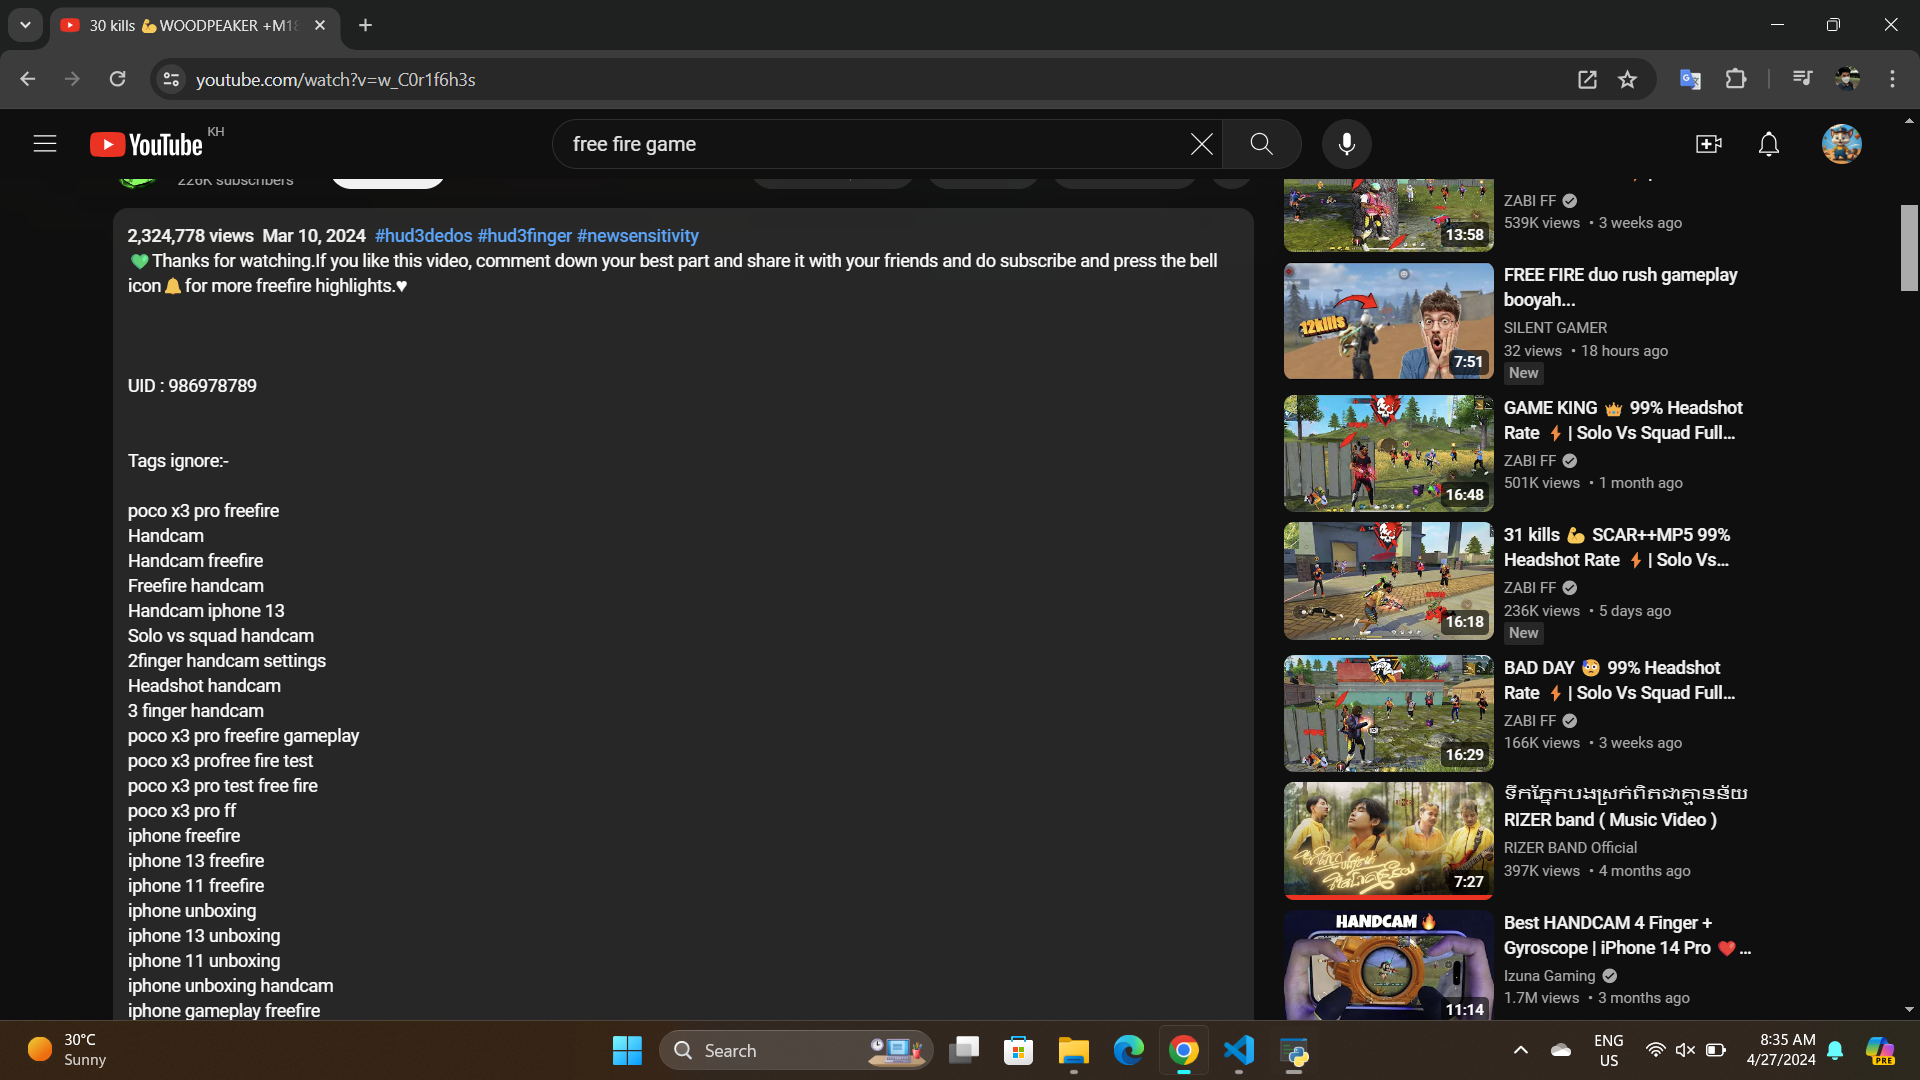 30 kills 💪WOODPEAKER +M18
youtube.com/watch?v=w_C0r1f6h3s
YouTube KH
free fire game
226K subscribers
2,324,778 views Mar 10, 2024 #hud3dedos #hud3finger #newsensitivity
💚Thanks for watching.If you like this video, comment down your best part and share it with your friends and do subscribe and press the bell
icon🔔for more freefire highlights.♥
UID : 986978789
Tags ignore:-
poco x3 pro freefire
Handcam
Handcam freefire
Freefire handcam
Handcam iphone 13
Solo vs squad handcam
2finger handcam settings
Headshot handcam
3 finger handcam
poco x3 pro freefire gameplay
poco x3 profree fire test
poco x3 pro test free fire
poco x3 pro ff
iphone freefire
iphone 13 freefire
iphone 11 freefire
iphone unboxing
iphone 13 unboxing
iphone 11 unboxing
iphone unboxing handcam
iphone gameplay freefire
13:58
ZABI FF
539K views • 3 weeks ago
12kills
7:51
FREE FIRE duo rush gameplay
booyah...
SILENT GAMER
32 views • 18 hours ago
New
16:48
GAME KING 👑 99% Headshot
Rate ⚡ | Solo Vs Squad Full...
ZABI FF
501K views • 1 month ago
16:18
31 kills 💪 SCAR++MP5 99%
Headshot Rate ⚡ | Solo Vs...
ZABI FF
236K views • 5 days ago
New
16:29
BAD DAY 😰 99% Headshot
Rate ⚡ | Solo Vs Squad Full...
ZABI FF
166K views • 3 weeks ago
7:27
ទឹកភ្នែកបងស្រក់ពិតជាគ្មានន័យ
RIZER band ( Music Video )
RIZER BAND Official
397K views • 4 months ago
HANDCAM 🔥
11:14
Best HANDCAM 4 Finger +
Gyroscope | iPhone 14 Pro ❤️ ...
Izuna Gaming
1.7M views • 3 months ago
30°C
Sunny
Search
ENG
US
8:35 AM
4/27/2024
PRE